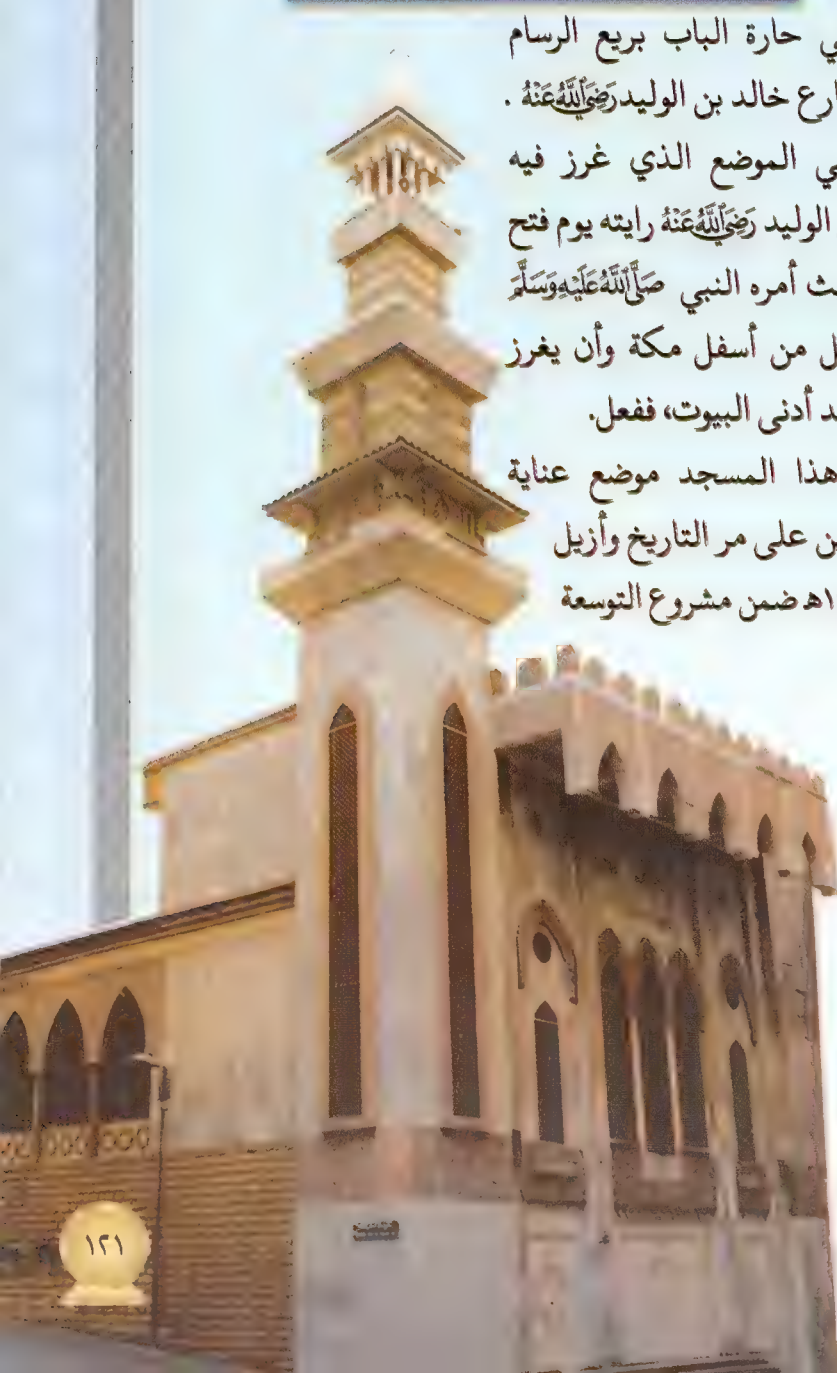 ي حارة الباب بريع الرسام
ارع خالد بن الوليد رَضِيَ اللَّهُ عَنْهُ .
ي الموضع الذي غرز فيه
الوليد رَضِيَ اللَّهُ عَنْهُ رايته يوم فتح
ث أمره النبي صَلَّى اللَّهُ عَلَيْهِ وَسَلَّمَ
ل من أسفل مكة وأن يغرز
د أدنى البيوت، ففعل.
هذا المسجد موضع عناية
ن على مر التاريخ وأزيل
١هـ ضمن مشروع التوسعة
١٢١